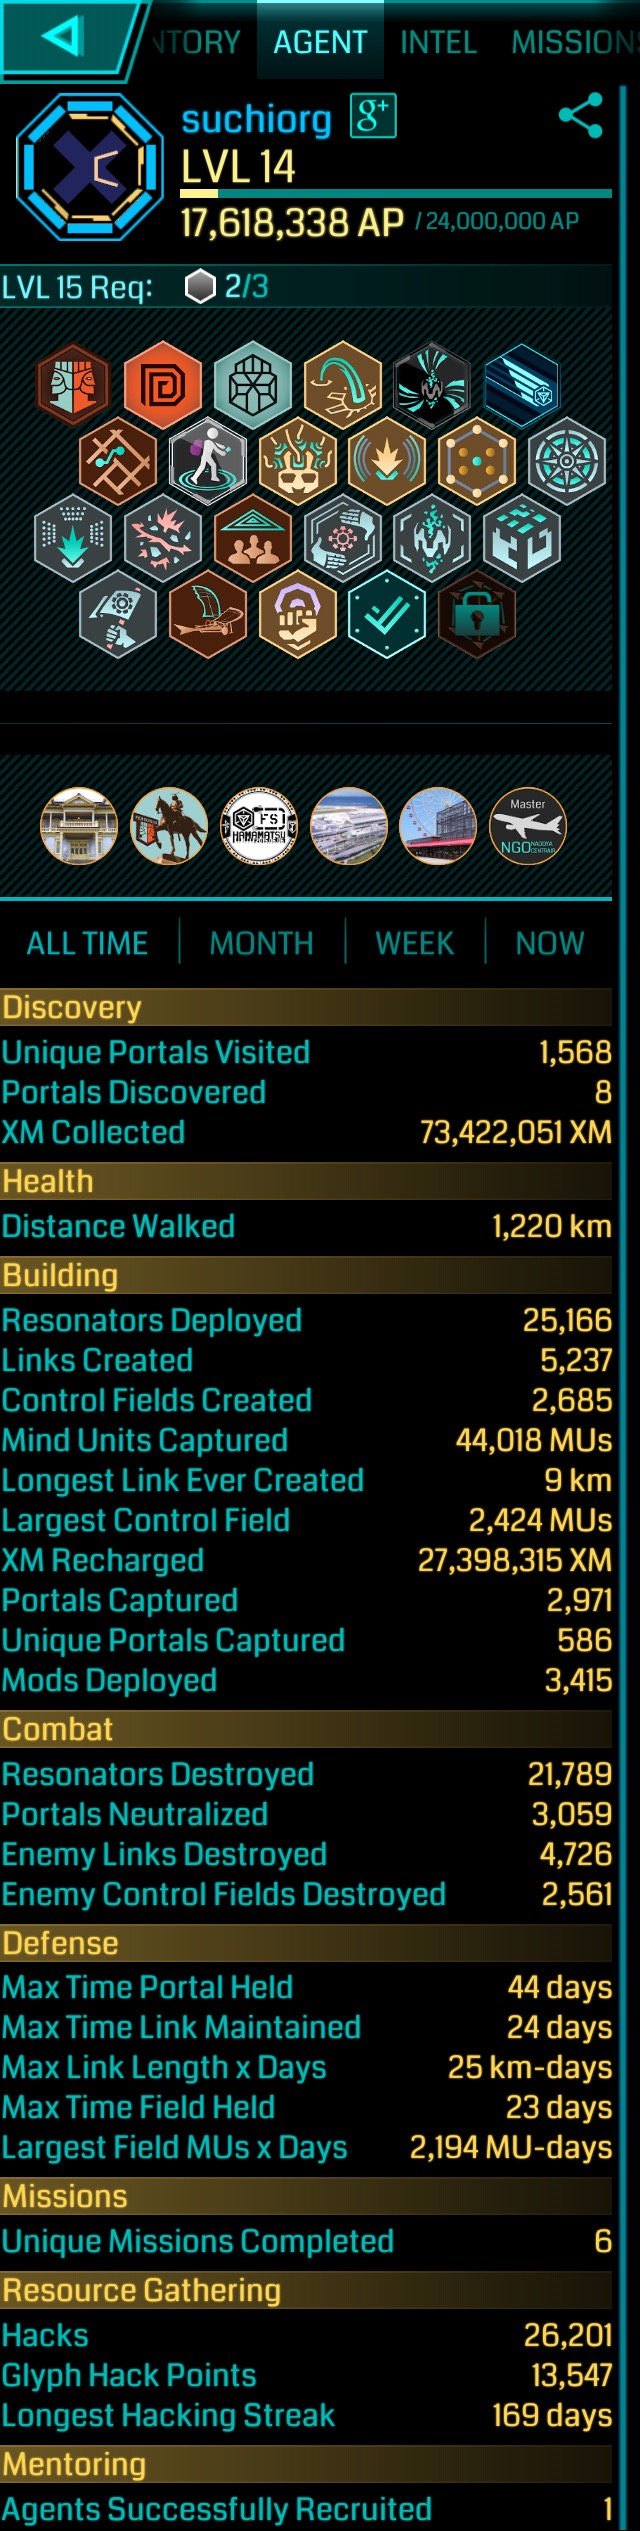 NTORY AGENT INTEL MISSIONS
suchiorg g+
LVL 14
17,618,338 AP / 24,000,000 AP
LVL 15 Req: 2/3
FS
HAMAMATSU
Master
NGO NAGOYA CENTRAIR
ALL TIME MONTH WEEK NOW
Discovery
Unique Portals Visited 1,568
Portals Discovered 8
XM Collected 73,422,051 XM
Health
Distance Walked 1,220 km
Building
Resonators Deployed 25,166
Links Created 5,237
Control Fields Created 2,685
Mind Units Captured 44,018 MUs
Longest Link Ever Created 9 km
Largest Control Field 2,424 MUs
XM Recharged 27,398,315 XM
Portals Captured 2,971
Unique Portals Captured 586
Mods Deployed 3,415
Combat
Resonators Destroyed 21,789
Portals Neutralized 3,059
Enemy Links Destroyed 4,726
Enemy Control Fields Destroyed 2,561
Defense
Max Time Portal Held 44 days
Max Time Link Maintained 24 days
Max Link Length x Days 25 km-days
Max Time Field Held 23 days
Largest Field MUs x Days 2,194 MU-days
Missions
Unique Missions Completed 6
Resource Gathering
Hacks 26,201
Glyph Hack Points 13,547
Longest Hacking Streak 169 days
Mentoring
Agents Successfully Recruited 1